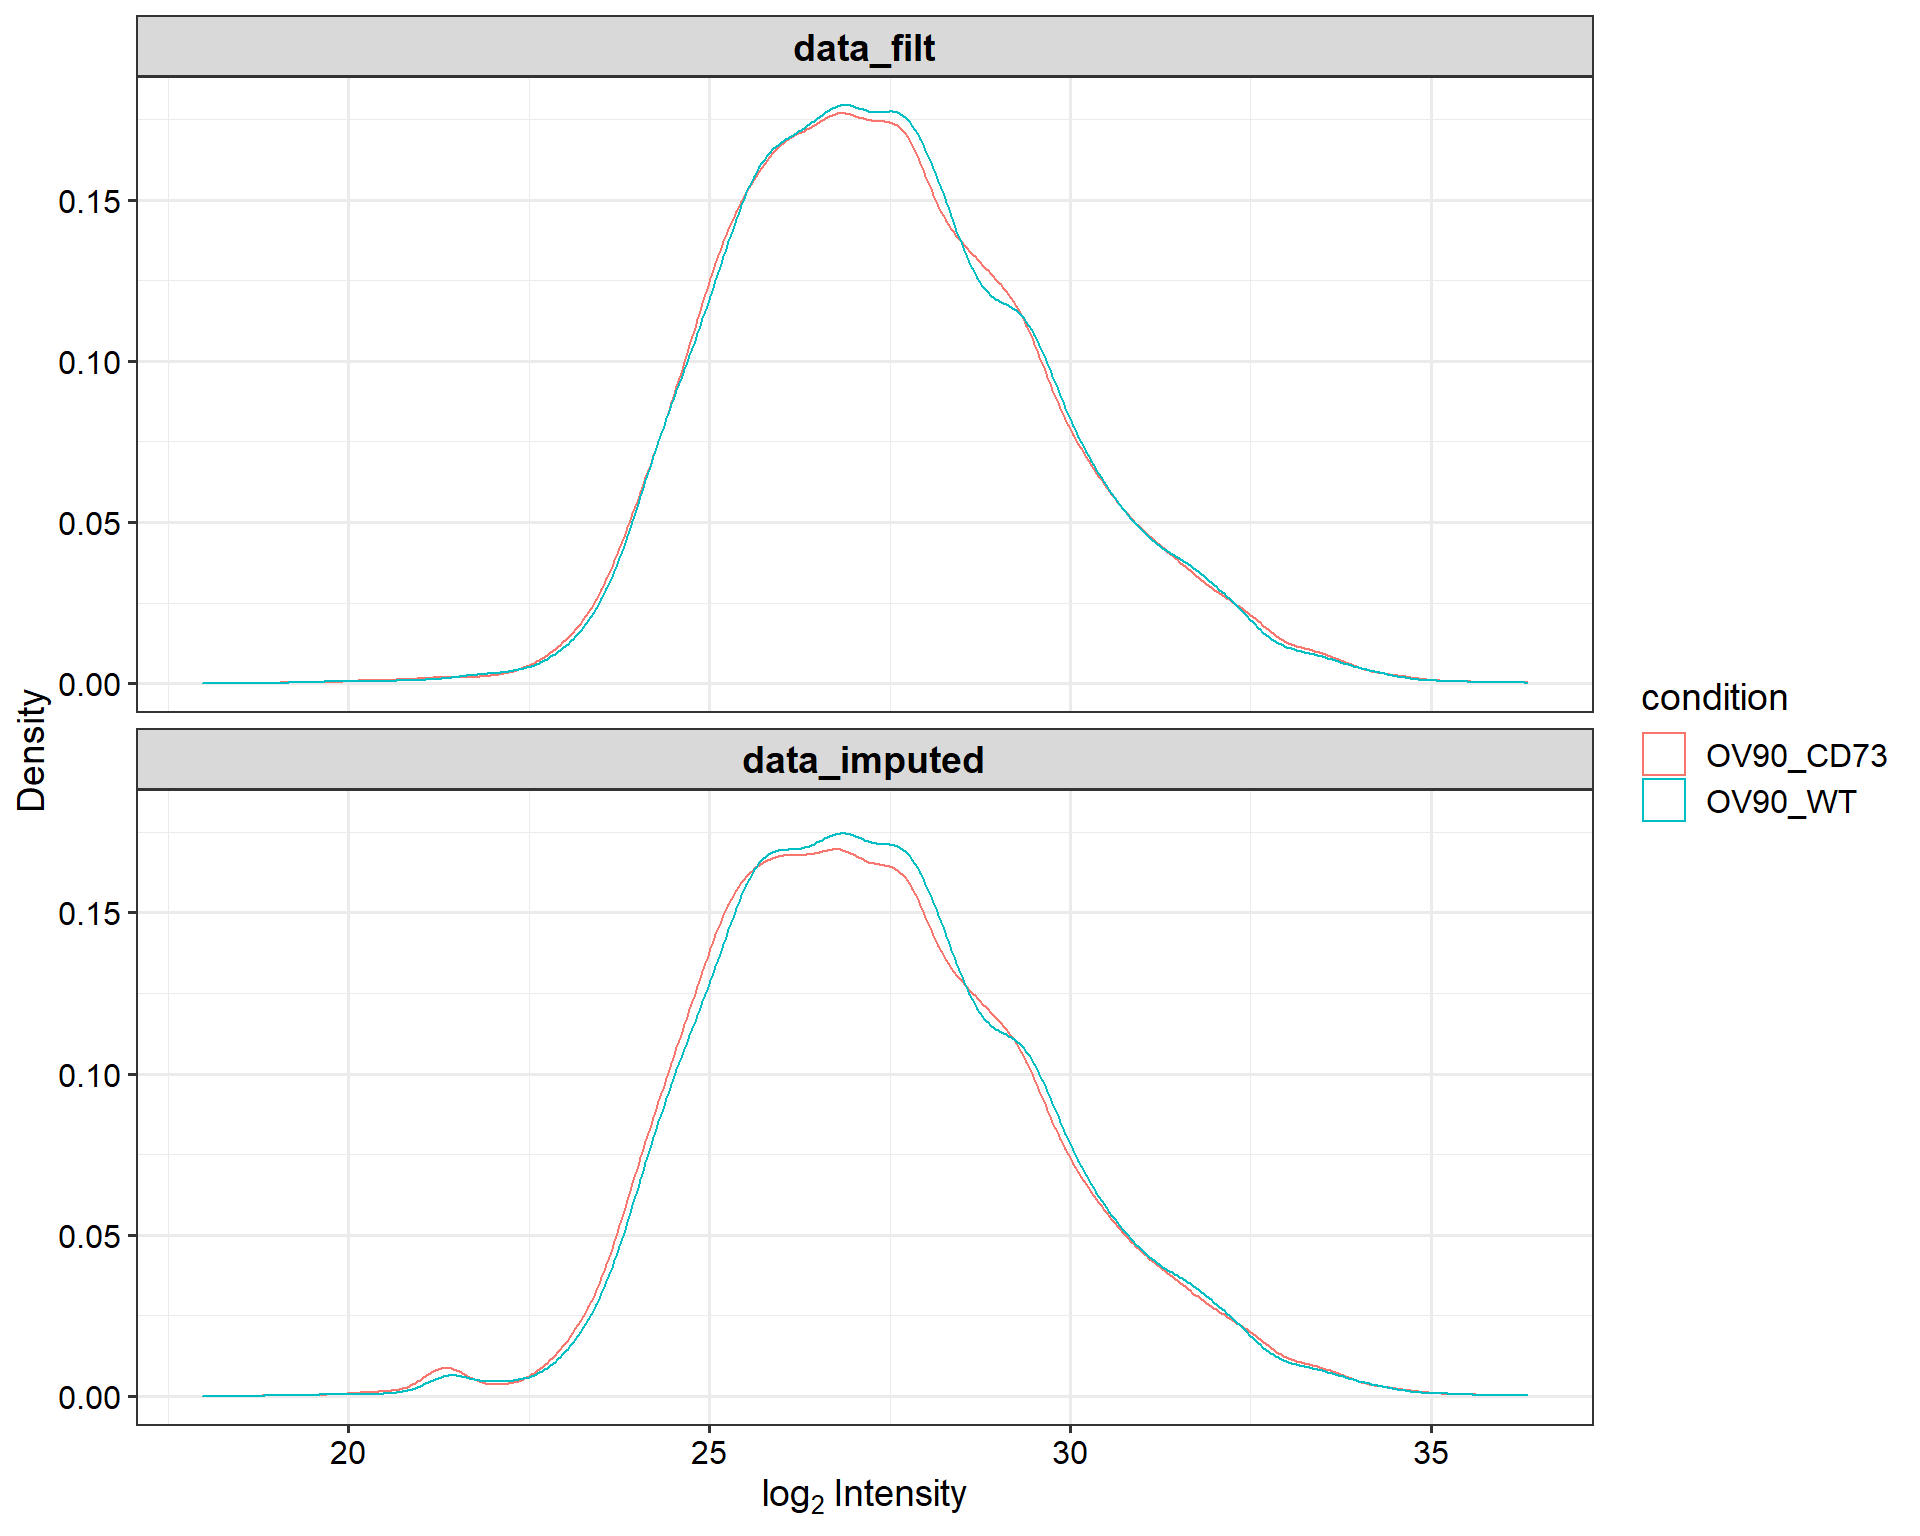 data_filt
0.15
0.10
0.05
0.00
Density
data_imputed
0.15
0.10
0.05
0.00
20 25 30 35
log₂ Intensity
condition
OV90_CD73
OV90_WT